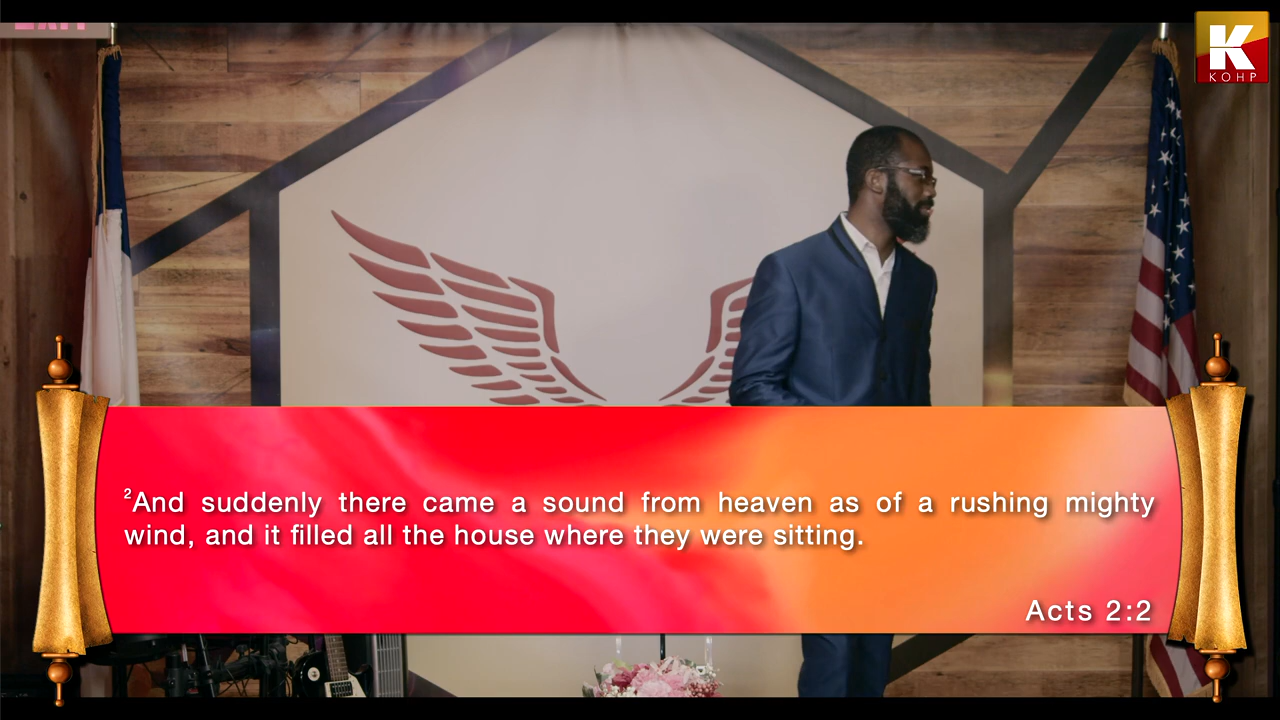 EXIT
K
KOHP
²And suddenly there came a sound from heaven as of a rushing mighty
wind, and it filled all the house where they were sitting.
Acts 2:2